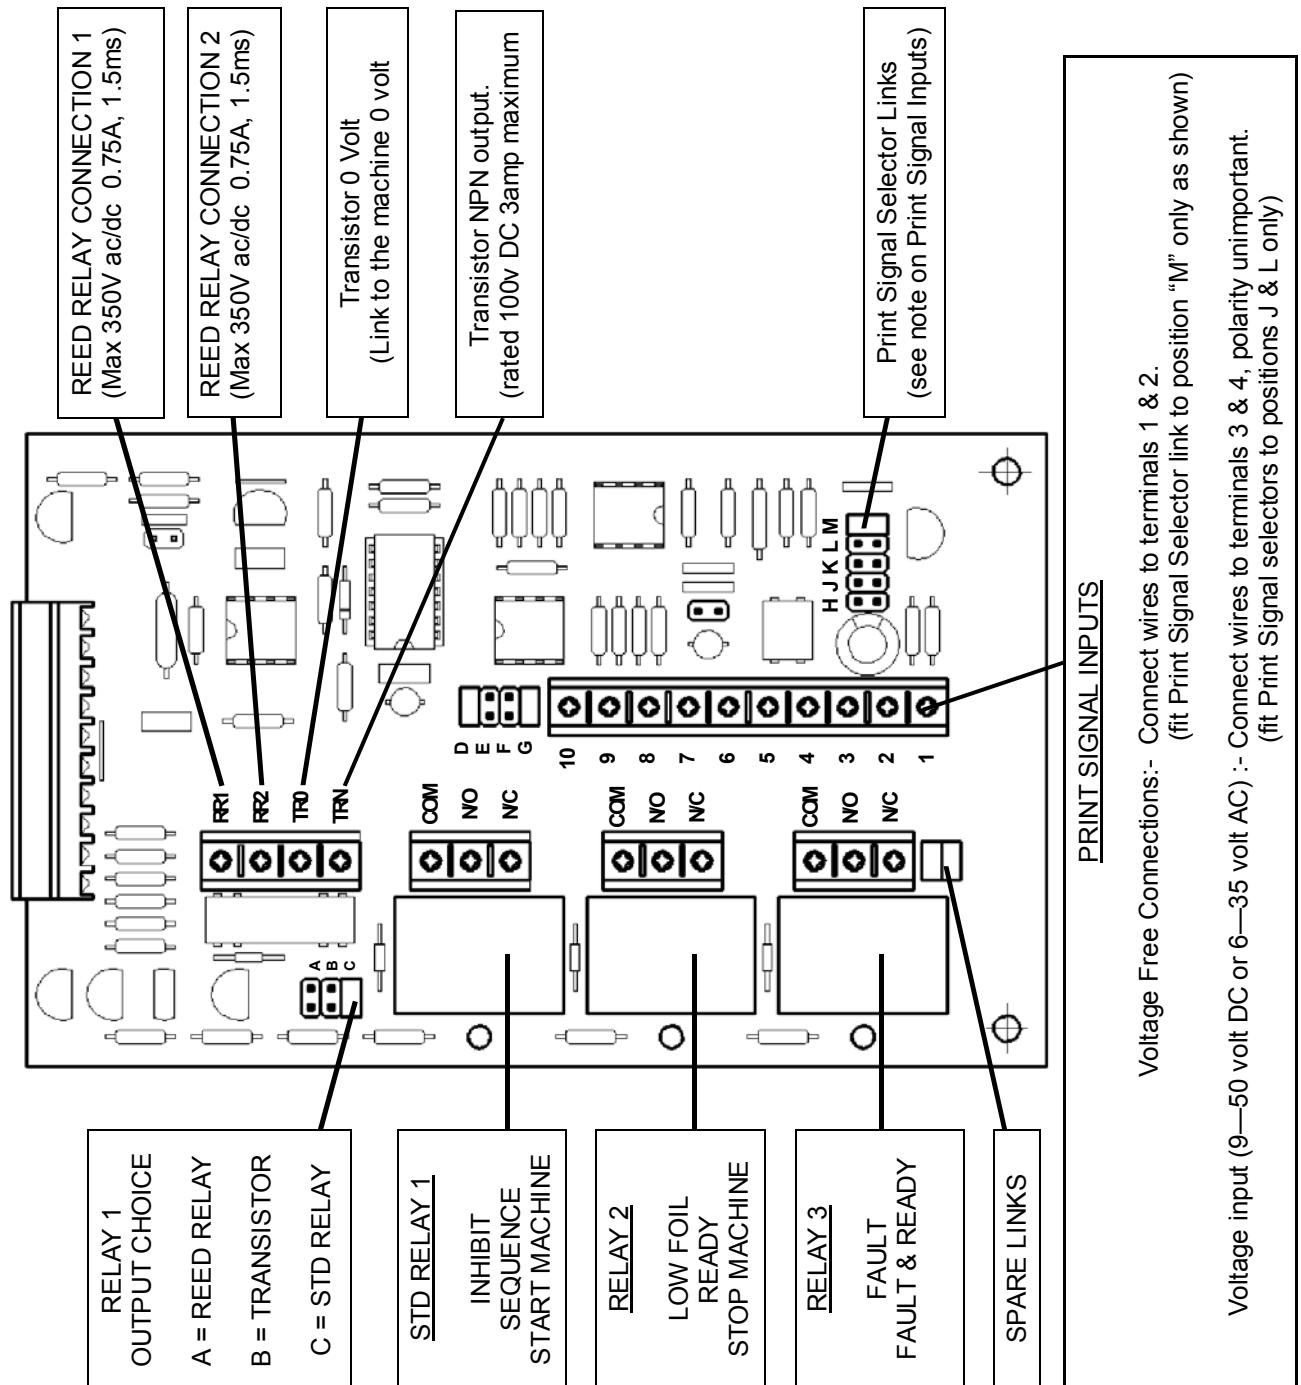 REED RELAY CONNECTION 1
(Max 350V ac/dc  0.75A, 1.5ms)
REED RELAY CONNECTION 2
(Max 350V ac/dc  0.75A, 1.5ms)
Transistor 0 Volt
(Link to the machine 0 volt)
Transistor NPN output.
(rated 100v DC 3amp maximum
Print Signal Selector Links
(see note on Print Signal Inputs)
RR1
RR2
TR0
TRN
COM
N/O
N/C
COM
N/O
N/C
COM
N/O
N/C
A
B
C
D
E
F
G
H J K L M
10
9
8
7
6
5
4
3
2
1
RELAY 1
OUTPUT CHOICE
A = REED RELAY
B = TRANSISTOR
C = STD RELAY
STD RELAY 1
INHIBIT
SEQUENCE
START MACHINE
RELAY 2
LOW FOIL
READY
STOP MACHINE
RELAY 3
FAULT
FAULT & READY
SPARE LINKS
PRINT SIGNAL INPUTS
Voltage Free Connections:-  Connect wires to terminals 1 & 2.
(fit Print Signal Selector link to position “M” only as shown)
Voltage input (9—50 volt DC or 6—35 volt AC) :- Connect wires to terminals 3 & 4, polarity unimportant.
(fit Print Signal selectors to positions J & L only)